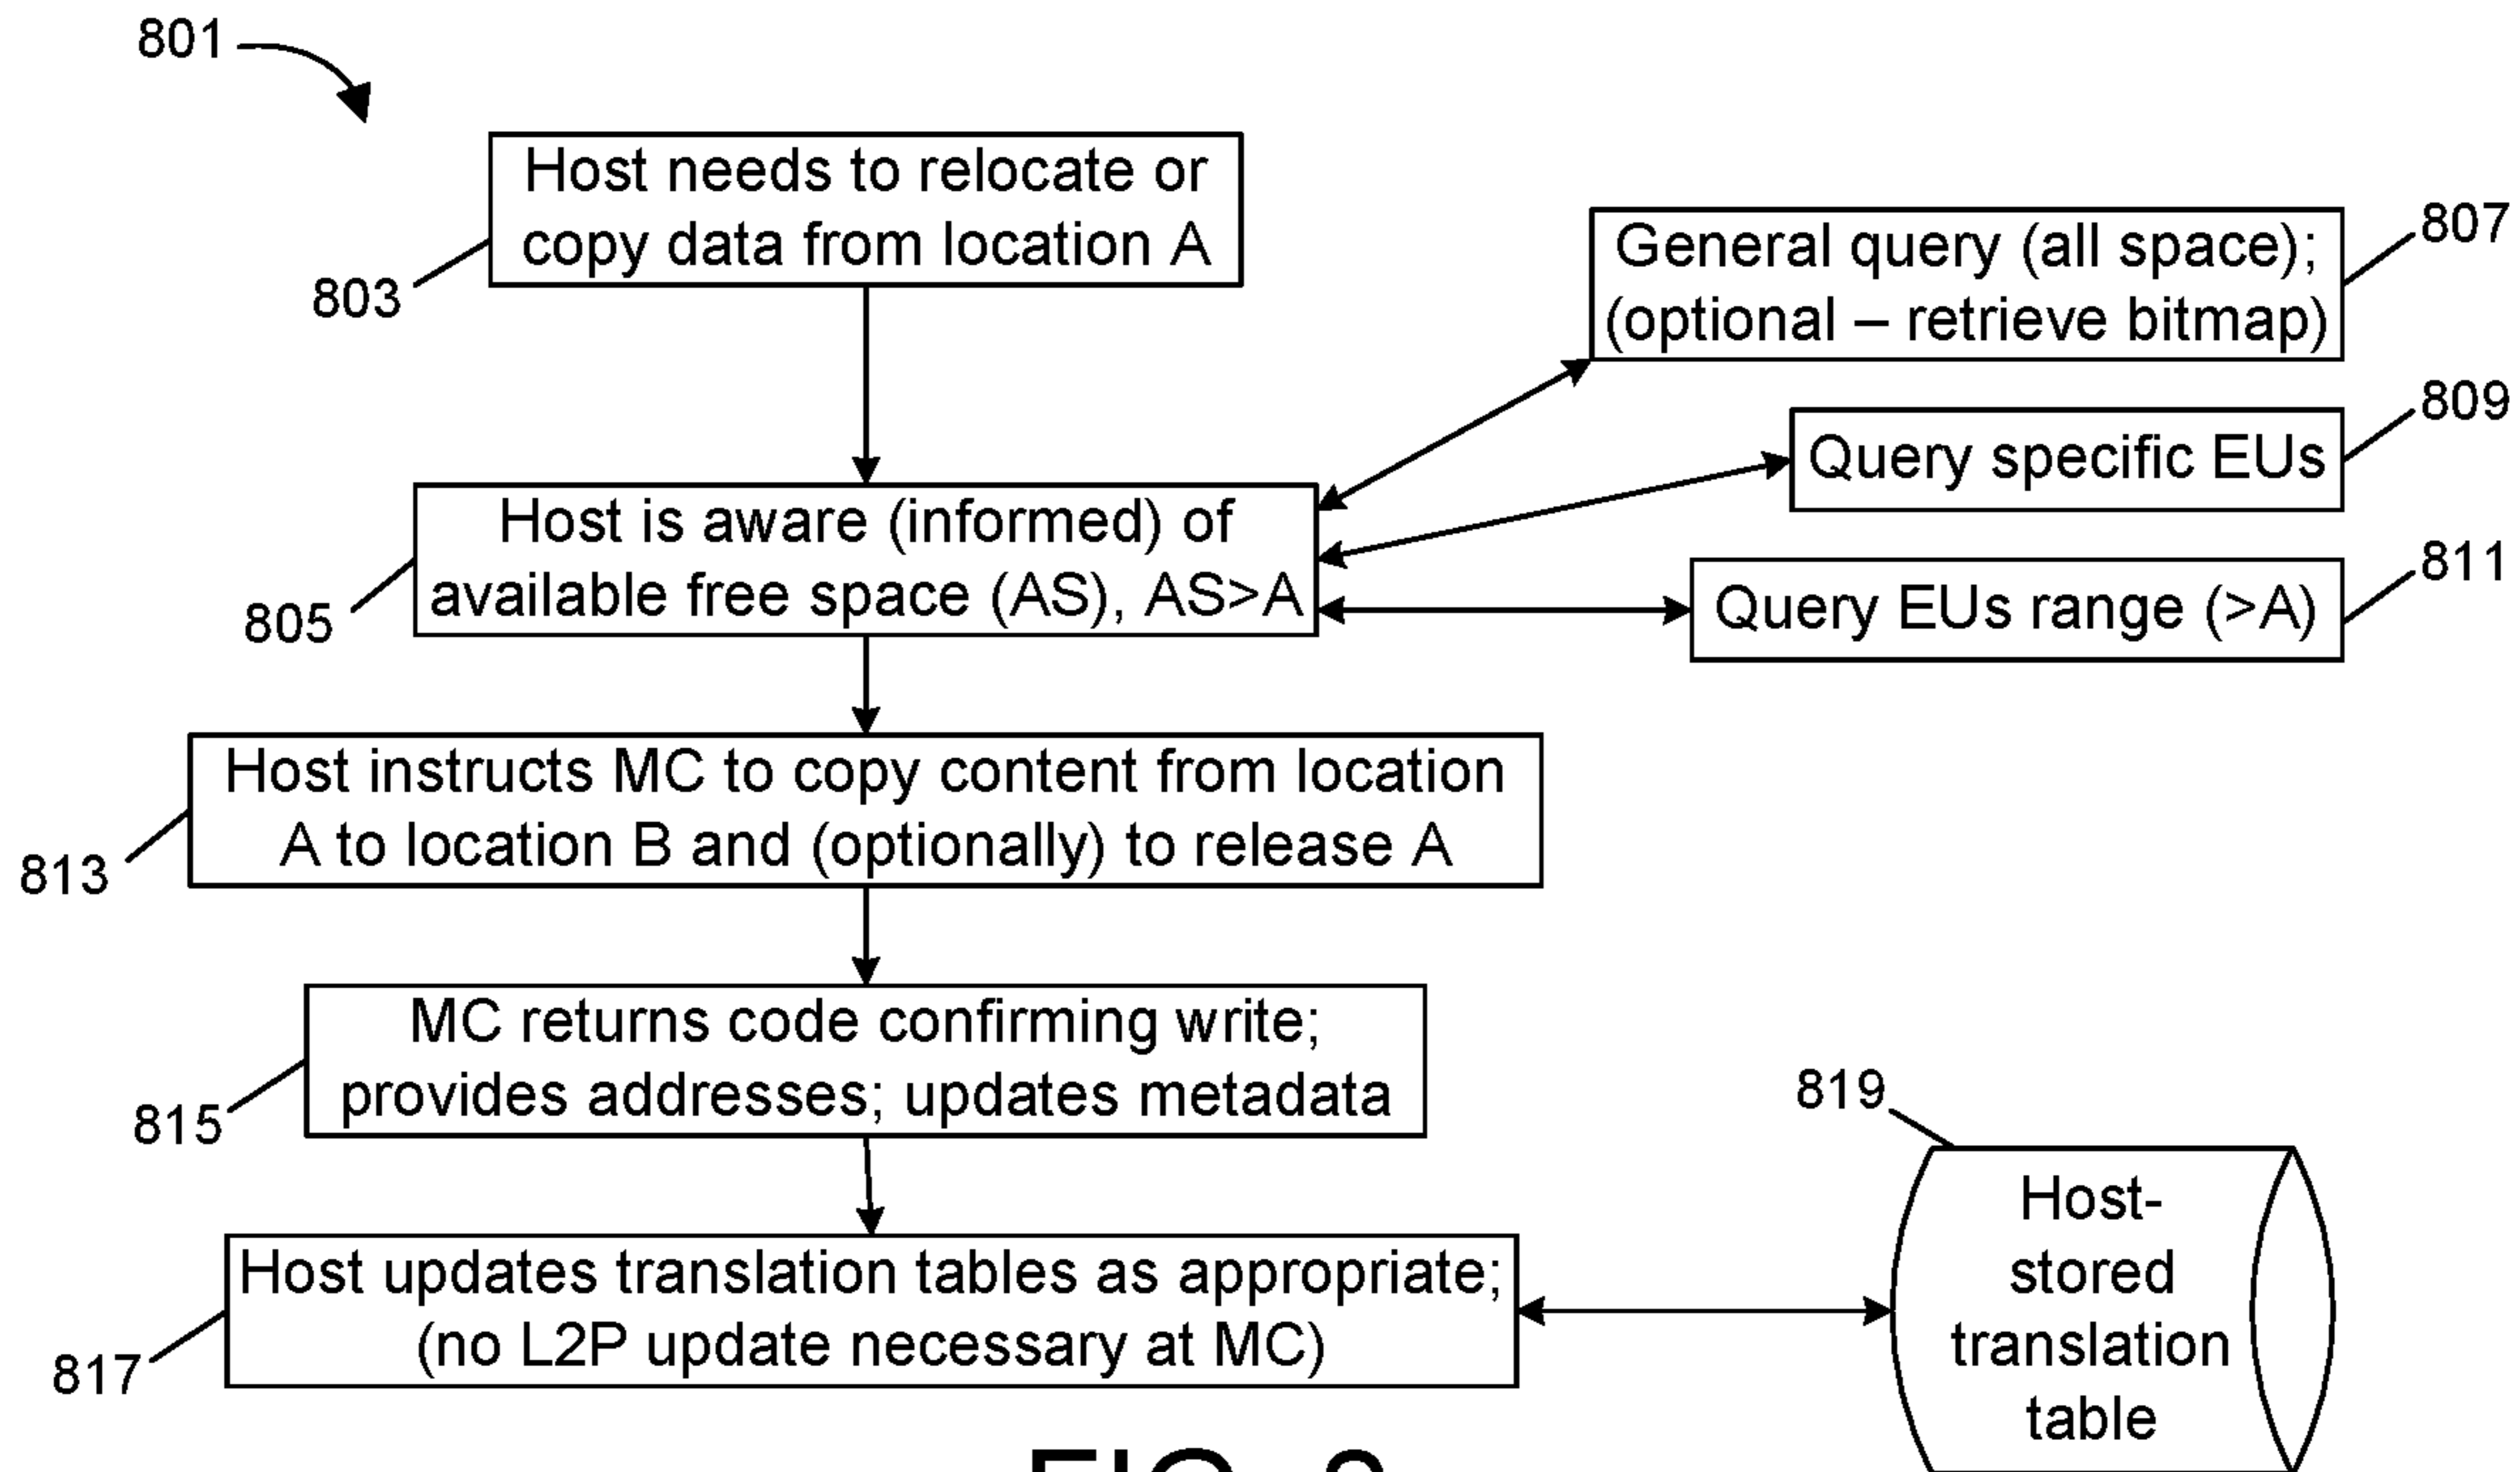 801
Host needs to relocate or
copy data from location A
803
General query (all space);
(optional – retrieve bitmap)
807
Query specific EUs
809
Host is aware (informed) of
available free space (AS), AS>A
805
Query EUs range (>A)
811
Host instructs MC to copy content from location
A to location B and (optionally) to release A
813
MC returns code confirming write;
provides addresses; updates metadata
815
Host updates translation tables as appropriate;
(no L2P update necessary at MC)
817
819
Host-
stored
translation
table